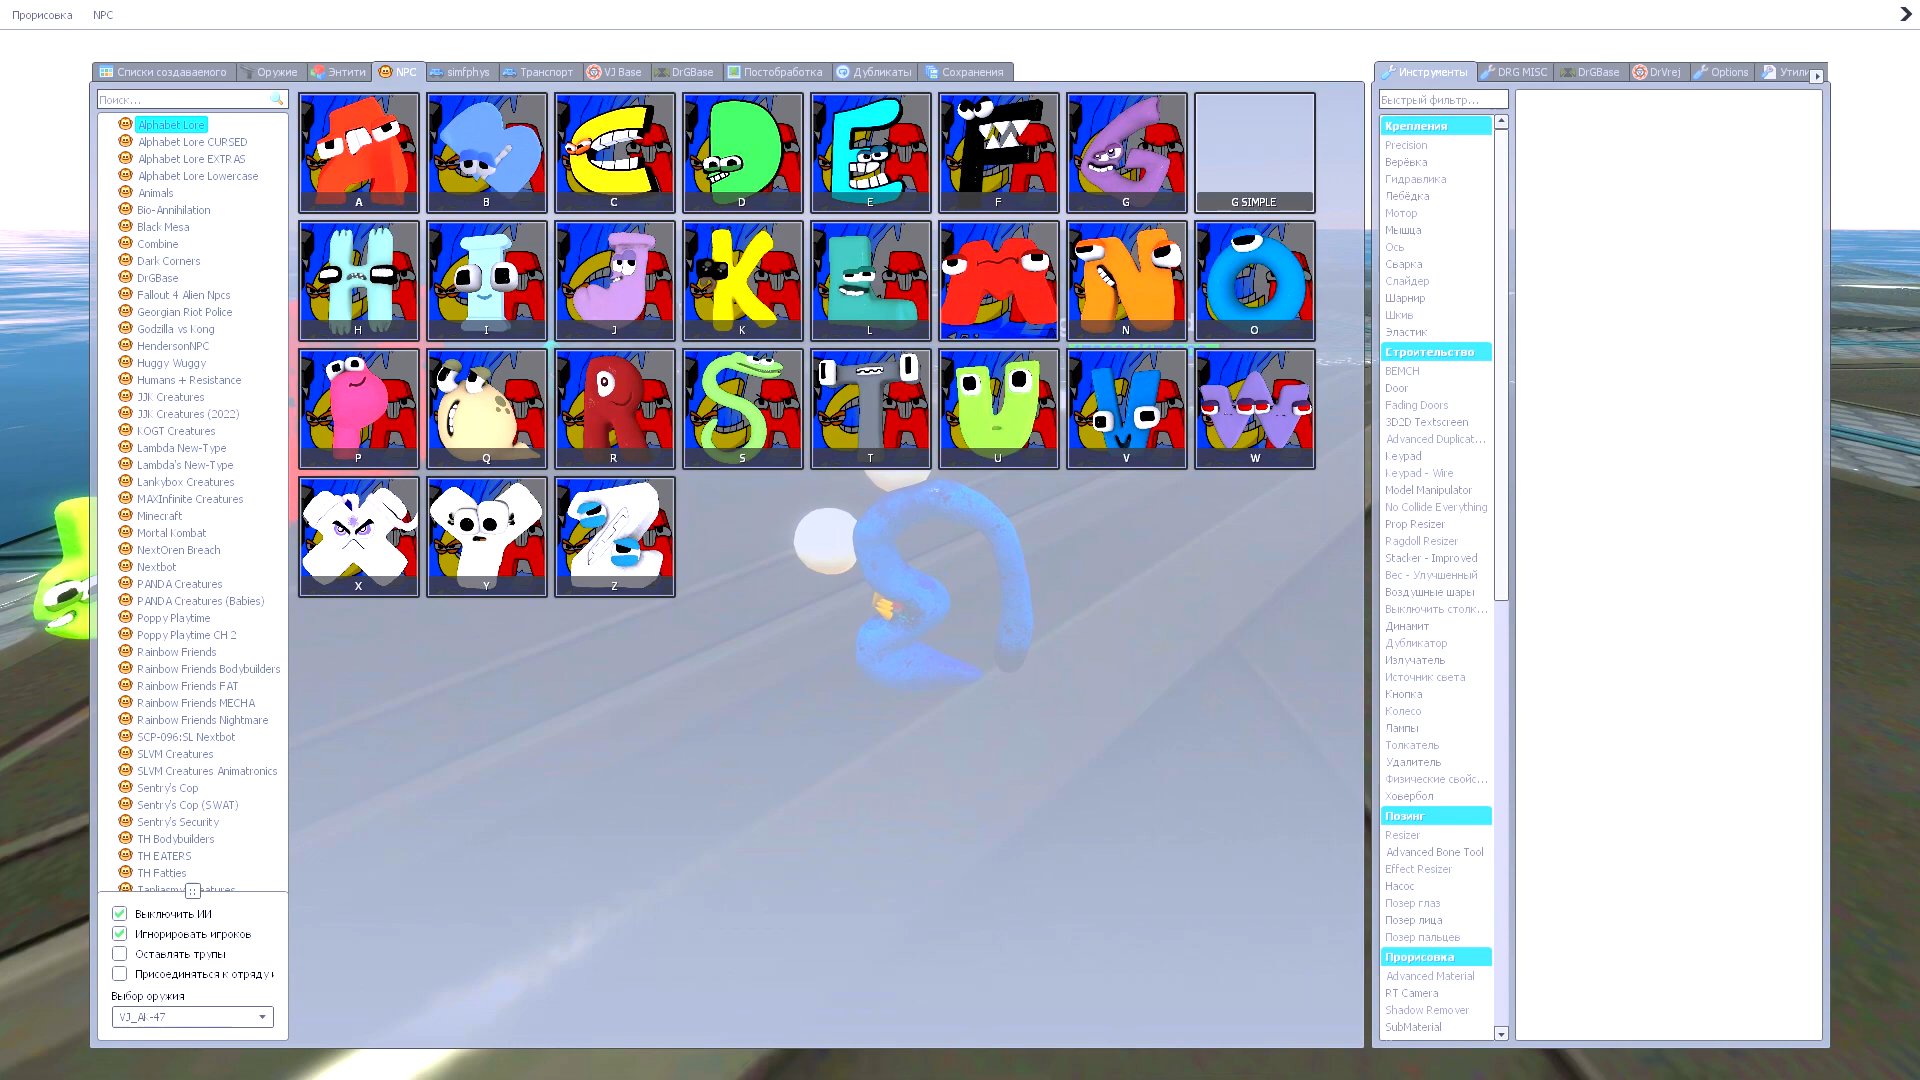 Прорисовка NPC
Списки создаваемого Оружие Энтити NPC simfphys Транспорт VJ Base DrGBase Постобработка Дубликаты Сохранения
Поиск...
Alphabet Lore
Alphabet Lore CURSED
Alphabet Lore EXTRAS
Alphabet Lore Lowercase
Animals
Bio-Annihilation
Black Mesa
Combine
Dark Corners
DrGBase
Fallout 4 Alien Npcs
Georgian Riot Police
Godzilla vs Kong
HendersonNPC
Huggy Wuggy
Humans + Resistance
JJK Creatures
JJK Creatures (2022)
KOGT Creatures
Lambda New-Type
Lambda's New-Type
Lankybox Creatures
MAXInfinite Creatures
Minecraft
Mortal Kombat
NextOren Breach
Nextbot
PANDA Creatures
PANDA Creatures (Babies)
Poppy Playtime
Poppy Playtime CH 2
Rainbow Friends
Rainbow Friends Bodybuilders
Rainbow Friends FAT
Rainbow Friends MECHA
Rainbow Friends Nightmare
SCP-096:SL Nextbot
SLVM Creatures
SLVM Creatures Animatronics
Sentry's Cop
Sentry's Cop (SWAT)
Sentry's Security
TH Bodybuilders
TH EATERS
TH Fatties
Выключить ИИ
Игнорировать игроков
Оставлять трупы
Присоединяться к отряду
Выбор оружия
VJ_AK-47
A B C D E F G G SIMPLE
H I J K L N O
P Q R S T U V W
X Y Z
Инструменты DRG MISC DrGBase DrVrej Options Утили
Быстрый фильтр...
Крепления
Precision
Верёвка
Гидравлика
Лебёдка
Мотор
Мышца
Ось
Сварка
Слайдер
Шарнир
Шкив
Эластик
Строительство
BEMCH
Door
Fading Doors
3D2D Textscreen
Advanced Duplicat...
Keypad
Keypad - Wire
Model Manipulator
No Collide Everything
Prop Resizer
Ragdoll Resizer
Stacker - Improved
Вес - Улучшенный
Воздушные шары
Выключить столк...
Динамит
Дубликатор
Излучатель
Источник света
Кнопка
Колесо
Лампы
Толкатель
Удалитель
Физические свойс...
Ховербол
Позинг
Resizer
Advanced Bone Tool
Effect Resizer
Насос
Позер глаз
Позер лица
Позер пальцев
Прорисовка
Advanced Material
RT Camera
Shadow Remover
SubMaterial